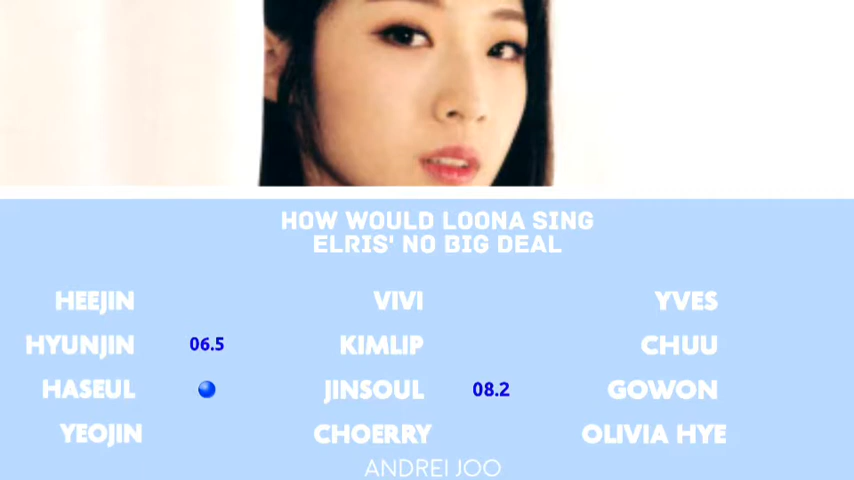 HOW WOULD LOONA SING
ELRIS' NO BIG DEAL
HEEJIN VIVI YVES
HYUNJIN 06.5 KIMLIP CHUU
HASEUL JINSOUL 08.2 GOWON
YEOJIN CHOERRY OLIVIA HYE
ANDREI JOO